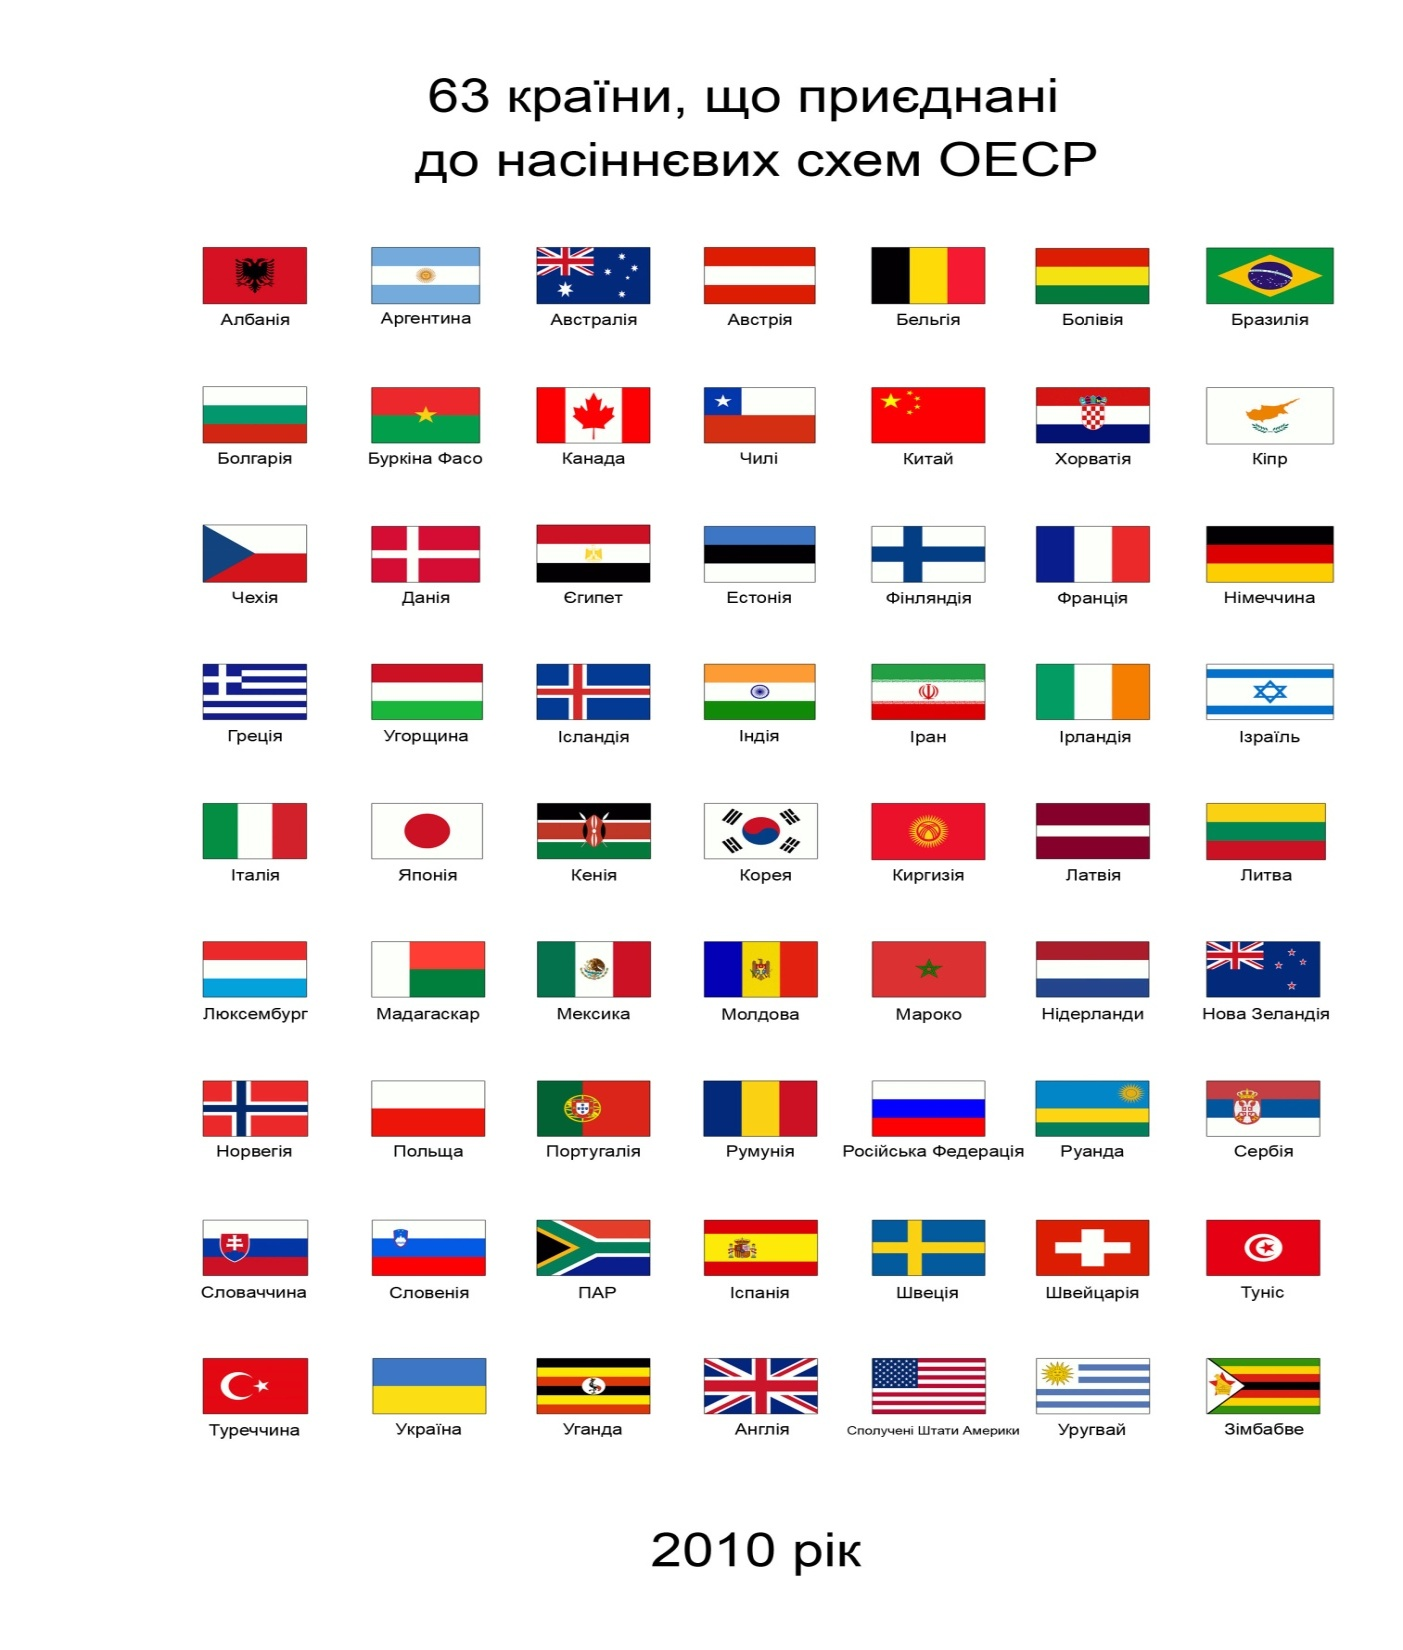 63 країни, що приєднані
до насіннєвих схем ОЕСР
Албанія Аргентина Австралія Австрія Бельгія Болівія Бразилія
Болгарія Буркіна Фасо Канада Чилі Китай Хорватія Кіпр
Чехія Данія Єгипет Естонія Фінляндія Франція Німеччина
Греція Угорщина Ісландія Індія Іран Ірландія Ізраїль
Італія Японія Кенія Корея Киргизія Латвія Литва
Люксембург Мадагаскар Мексика Молдова Мароко Нідерланди Нова Зеландія
Норвегія Польща Португалія Румунія Російська Федерація Руанда Сербія
Словаччина Словенія ПАР Іспанія Швеція Швейцарія Туніс
Туреччина Україна Уганда Англія Сполучені Штати Америки Уругвай Зімбабве
2010 рік